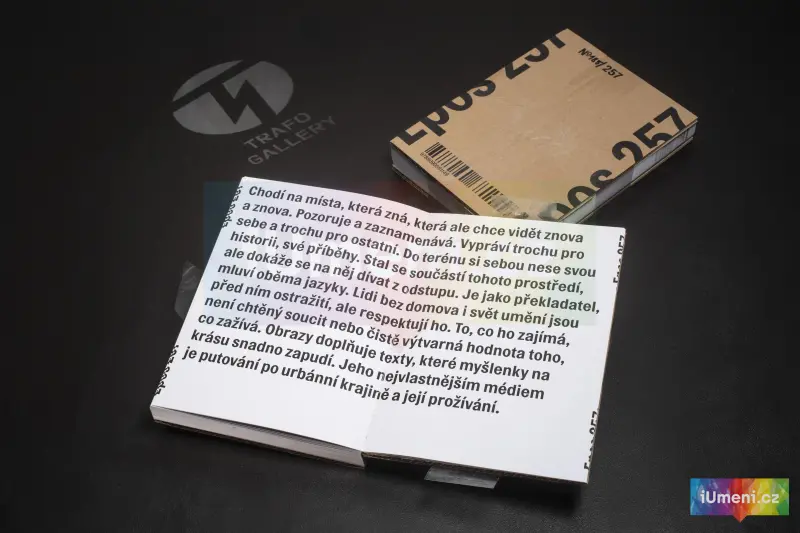 TRAFO
GALLERY
Epos 257
Nº 257
Epos 257
Epos 257
Chodí na místa, která zná, která ale chce vidět znova
a znova. Pozoruje a zaznamenává. Vypráví trochu pro
sebe a trochu pro ostatní. Do terénu si sebou nese svou
historii, své příběhy. Stal se součástí tohoto prostředí,
ale dokáže se na něj dívat z odstupu. Je jako překladatel,
mluví oběma jazyky. Lidi bez domova i svět umění jsou
před ním ostražití, ale respektují ho. To, co ho zajímá,
není chtěný soucit nebo čistě výtvarná hodnota toho,
co zažívá. Obrazy doplňuje texty, které myšlenky na
krásu snadno zapudí. Jeho nejvlastnějším médiem
je putování po urbánní krajině a její prožívání.
Epos 257
iUmeni.cz